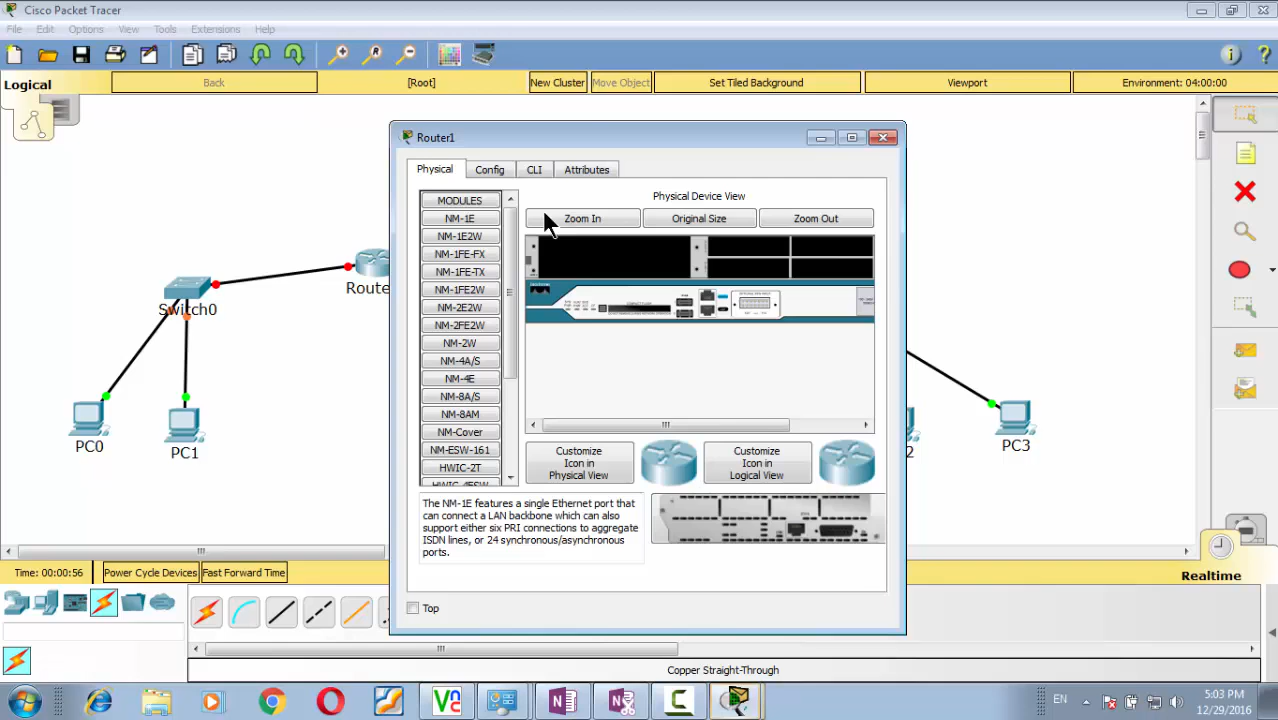 Cisco Packet Tracer
File Edit Options View Tools Extensions Help
Logical
Back
[Root]
New Cluster
Move Object
Set Tiled Background
Viewport
Environment: 04:00:00
Router1
Physical
Config
CLI
Attributes
MODULES
NM-1E
NM-1E2W
NM-1FE-FX
NM-1FE-TX
NM-1FE2W
NM-2E2W
NM-2FE2W
NM-2W
NM-4A/S
NM-4E
NM-8A/S
NM-8AM
NM-Cover
NM-ESW-161
HWIC-2T
HWIC-4ESW
Physical Device View
Zoom In
Original Size
Zoom Out
Customize
Icon in
Physical View
Customize
Icon in
Logical View
The NM-1E features a single Ethernet port that
can connect a LAN backbone which can also
support either six PRI connections to aggregate
ISDN lines, or 24 synchronous/asynchronous
ports.
Top
Route
Switch0
PC0
PC1
2
PC3
Time: 00:00:56
Power Cycle Devices
Fast Forward Time
Realtime
Copper Straight-Through
EN
5:03 PM
12/29/2016